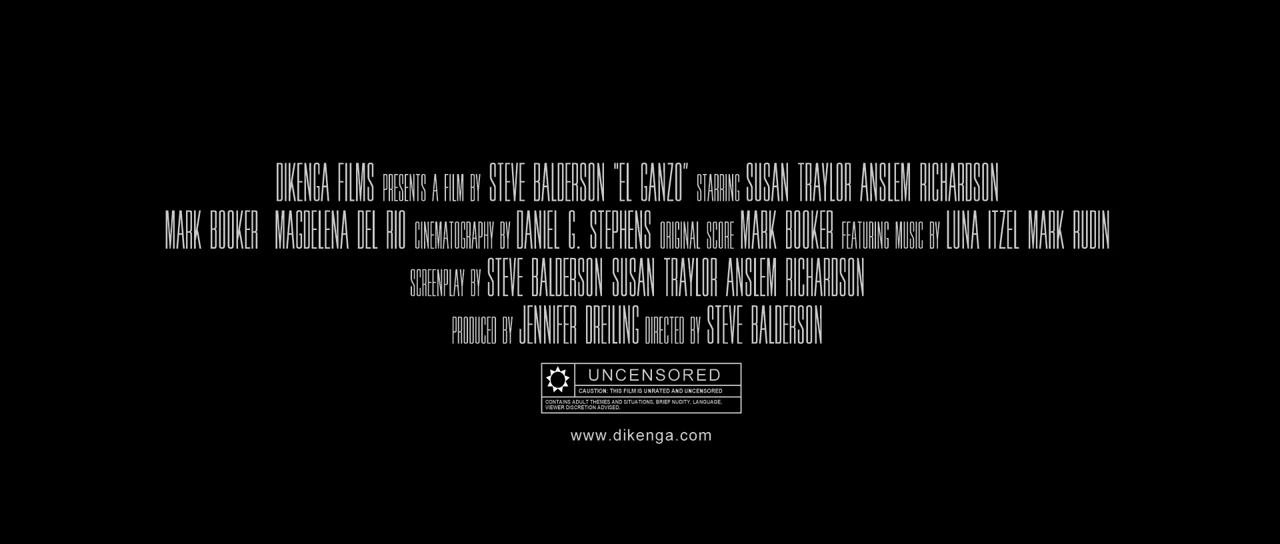 DIKENGA FILMS PRESENTS A FILM BY STEVE BALDERSON "EL GANZO" STARRING SUSAN TRAYLOR ANSLEM RICHARDSON
MARK BOOKER MAGDELENA DEL RIO CINEMATOGRAPHY BY DANIEL G. STEPHENS ORIGINAL SCORE MARK BOOKER FEATURING MUSIC BY LUNA ITZEL MARK RUDIN
SCREENPLAY BY STEVE BALDERSON SUSAN TRAYLOR ANSLEM RICHARDSON
PRODUCED BY JENNIFER DREILING DIRECTED BY STEVE BALDERSON
UNCENSORED
CAUSTION: THIS FILM IS UNRATED AND UNCENSORED
CONTAINS ADULT THEMES AND SITUATIONS, BRIEF NUDITY, LANGUAGE,
VIEWER DISCRETION ADVISED.
www.dikenga.com